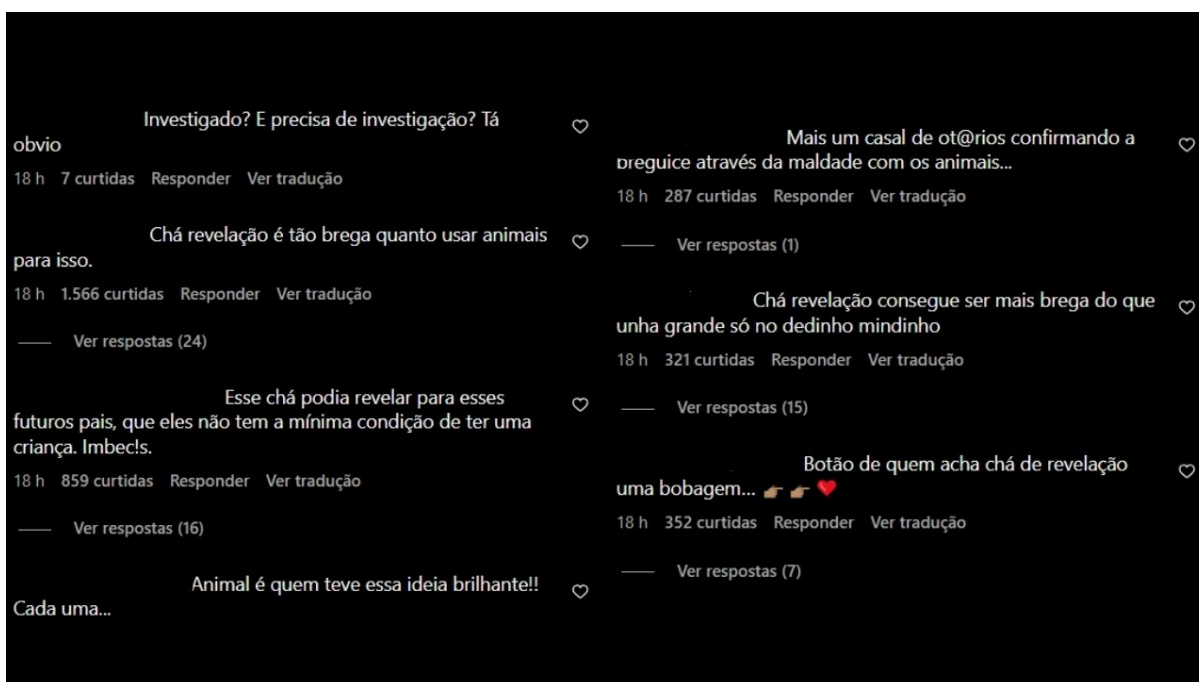 Investigado? E precisa de investigação? Tá
obvio
18 h 7 curtidas Responder Ver tradução
Chá revelação é tão brega quanto usar animais
para isso.
18 h 1.566 curtidas Responder Ver tradução
Ver respostas (24)
Esse chá podia revelar para esses
futuros pais, que eles não tem a mínima condição de ter uma
criança. Imbec!s.
18 h 859 curtidas Responder Ver tradução
Ver respostas (16)
Animal é quem teve essa ideia brilhante!!
Cada uma...
Mais um casal de ot@rios confirmando a
preguice através da maldade com os animais...
18 h 287 curtidas Responder Ver tradução
Ver respostas (1)
Chá revelação consegue ser mais brega do que
unha grande só no dedinho mindinho
18 h 321 curtidas Responder Ver tradução
Ver respostas (15)
Botão de quem acha chá de revelação
uma bobagem... 👉🏽 👉🏽 ❤️
18 h 352 curtidas Responder Ver tradução
Ver respostas (7)